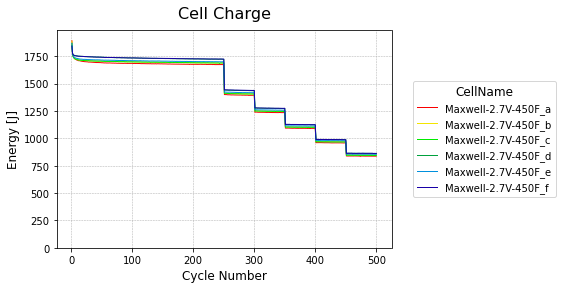 Cell Charge
Energy [J]
1750
1500
1250
1000
750
500
250
0
0 100 200 300 400 500
Cycle Number
CellName
Maxwell-2.7V-450F_a
Maxwell-2.7V-450F_b
Maxwell-2.7V-450F_c
Maxwell-2.7V-450F_d
Maxwell-2.7V-450F_e
Maxwell-2.7V-450F_f